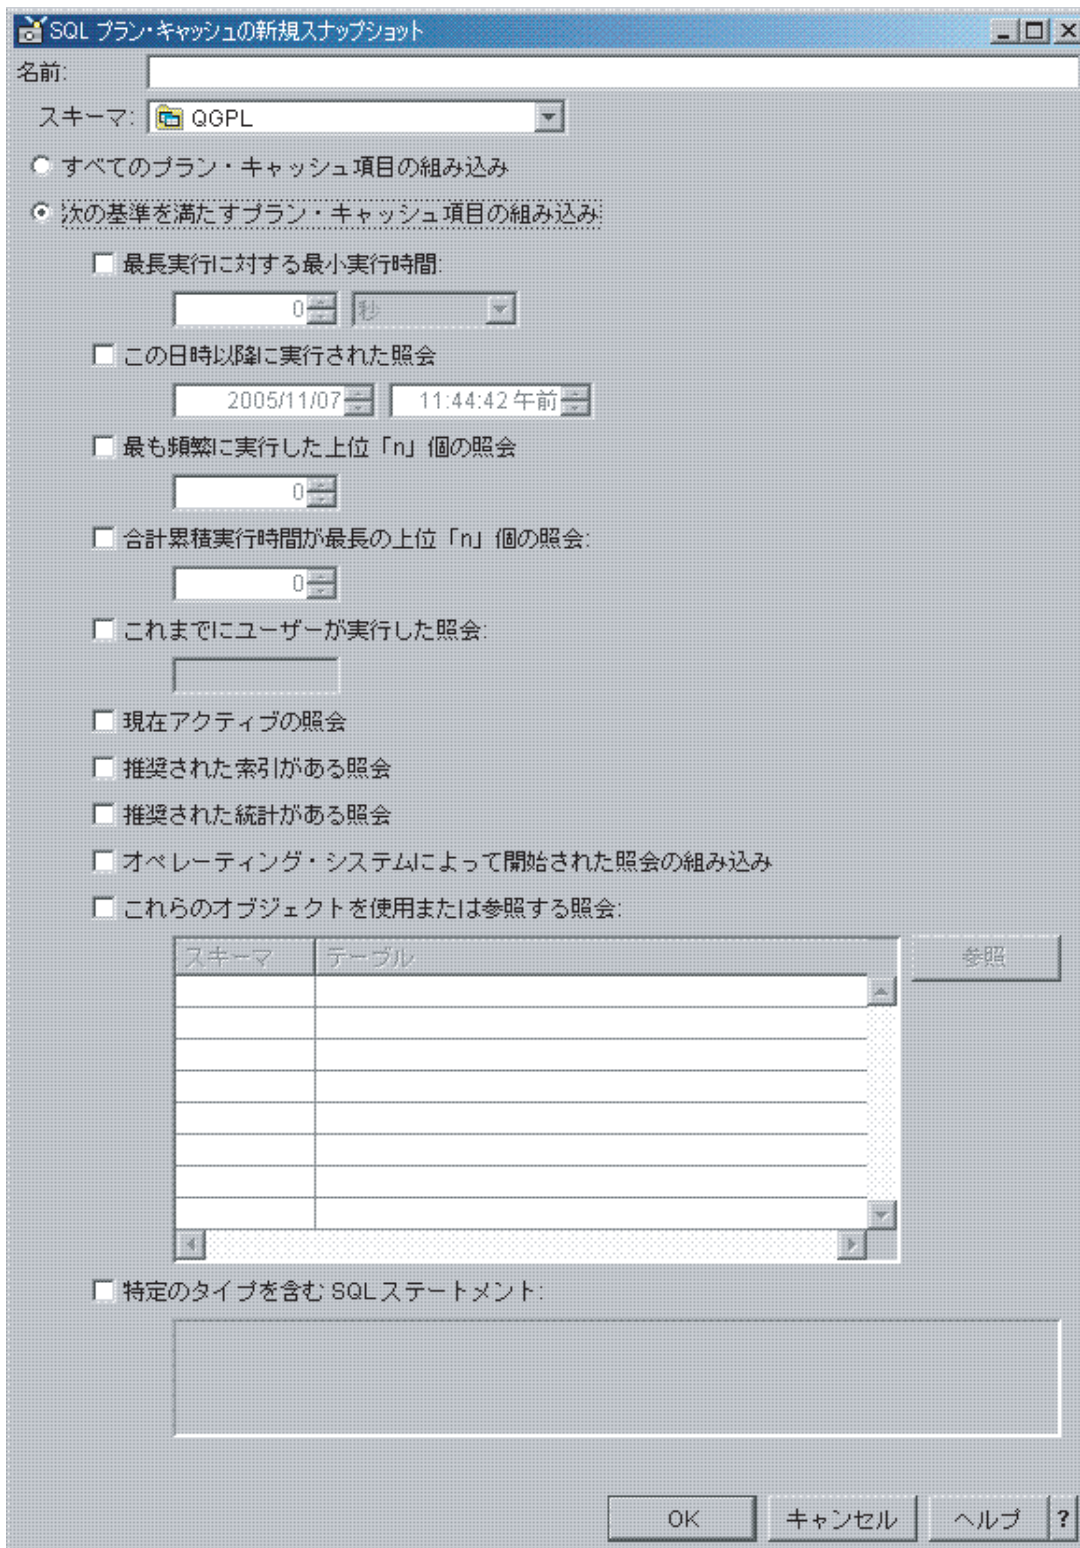 SQL プラン・キャッシュの新規スナップショット
名前:
スキーマ: QGPL
すべてのプラン・キャッシュ項目の組み込み
次の基準を満たすプラン・キャッシュ項目の組み込み
最長実行に対する最小実行時間:
0 秒
この日時以降に実行された照会
2005/11/07 11:44:42 午前
最も頻繁に実行した上位「n」個の照会
0
合計累積実行時間が最長の上位「n」個の照会:
0
これまでにユーザーが実行した照会:
現在アクティブの照会
推奨された索引がある照会
推奨された統計がある照会
オペレーティング・システムによって開始された照会の組み込み
これらのオブジェクトを使用または参照する照会:
スキーマ テーブル 参照
特定のタイプを含む SQL ステートメント:
OK キャンセル ヘルプ ?